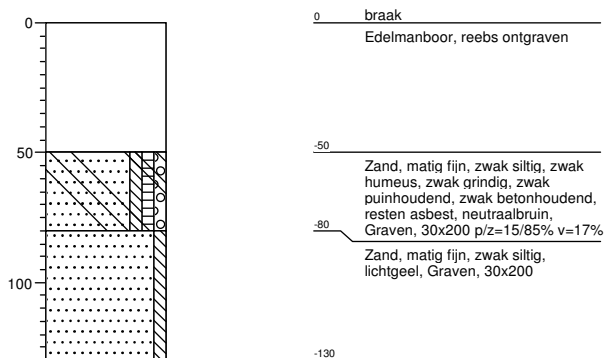 0
braak
Edelmanboor, reebs ontgraven
50
-50
Zand, matig fijn, zwak siltig, zwak
humeus, zwak grindig, zwak
puinhoudend, zwak betonhoudend,
resten asbest, neutraalbruin,
Graven, 30x200 p/z=15/85% v=17%
-80
Zand, matig fijn, zwak siltig,
lichtgeel, Graven, 30x200
100
-130
0